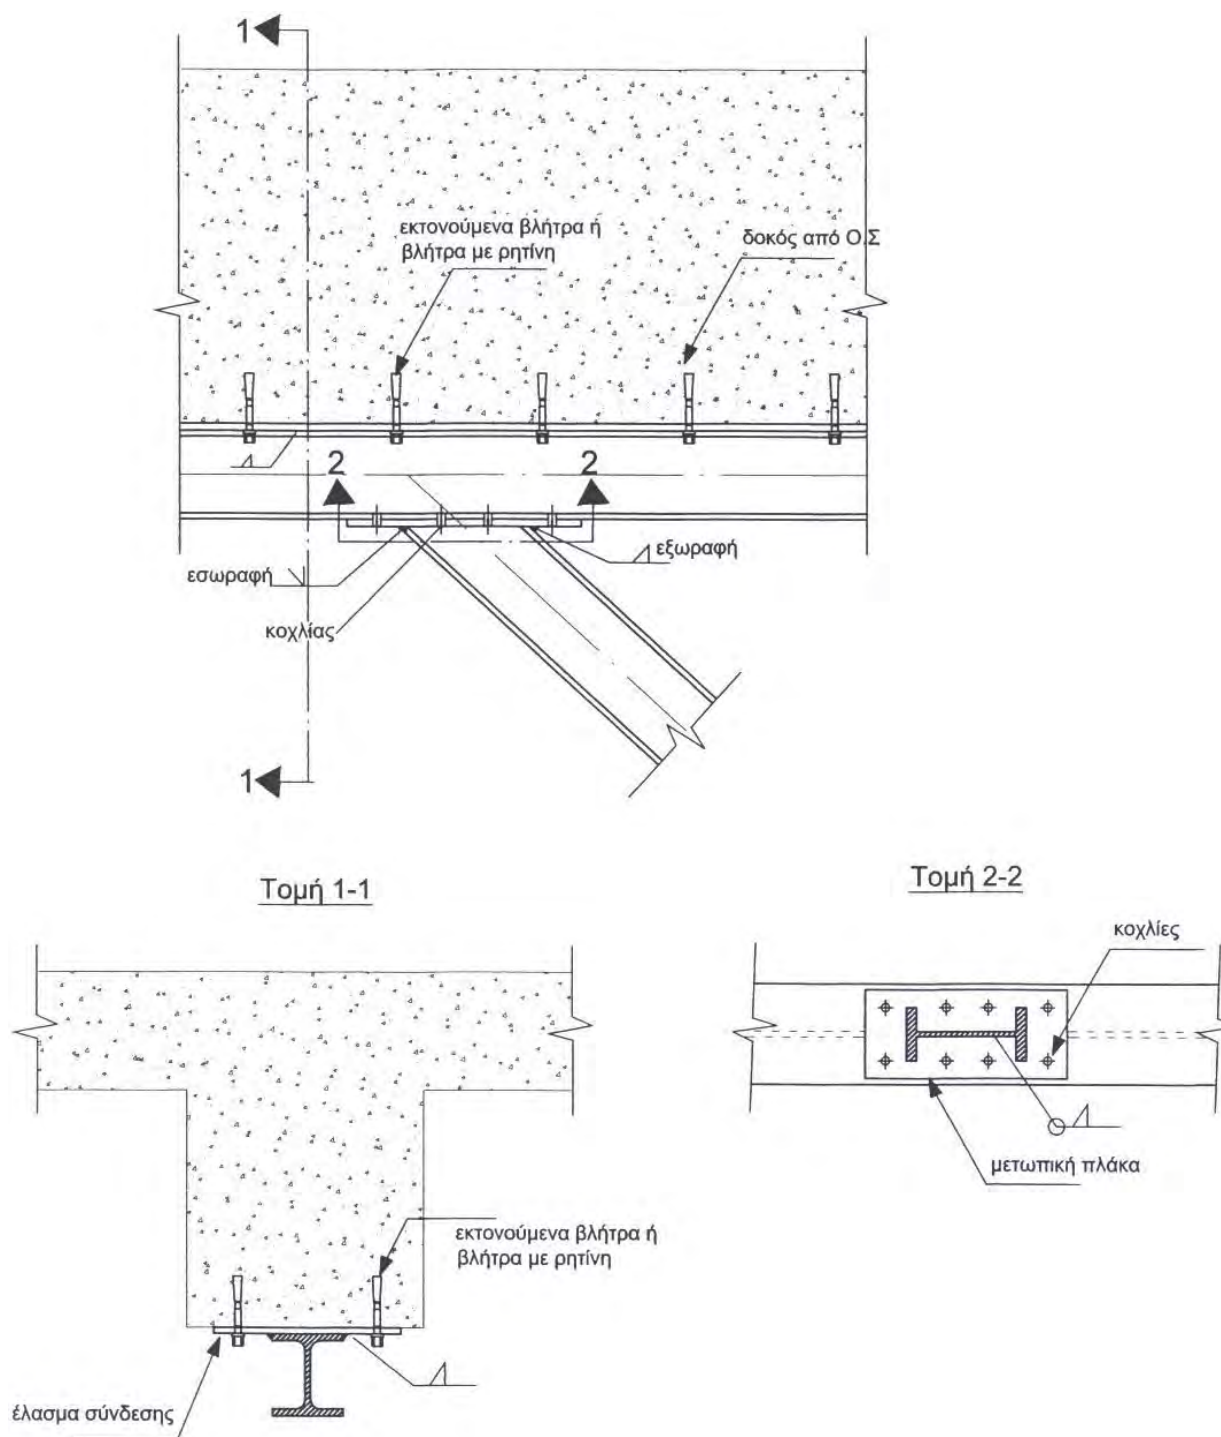 1
εκτονούμενα βλήτρα ή
βλήτρα με ρητίνη
δοκός από Ο.Σ
2
2
εσωραφή
εξωραφή
κοχλίας
1
Τομή 1-1
Τομή 2-2
κοχλίες
μετωπική πλάκα
εκτονούμενα βλήτρα ή
βλήτρα με ρητίνη
έλασμα σύνδεσης